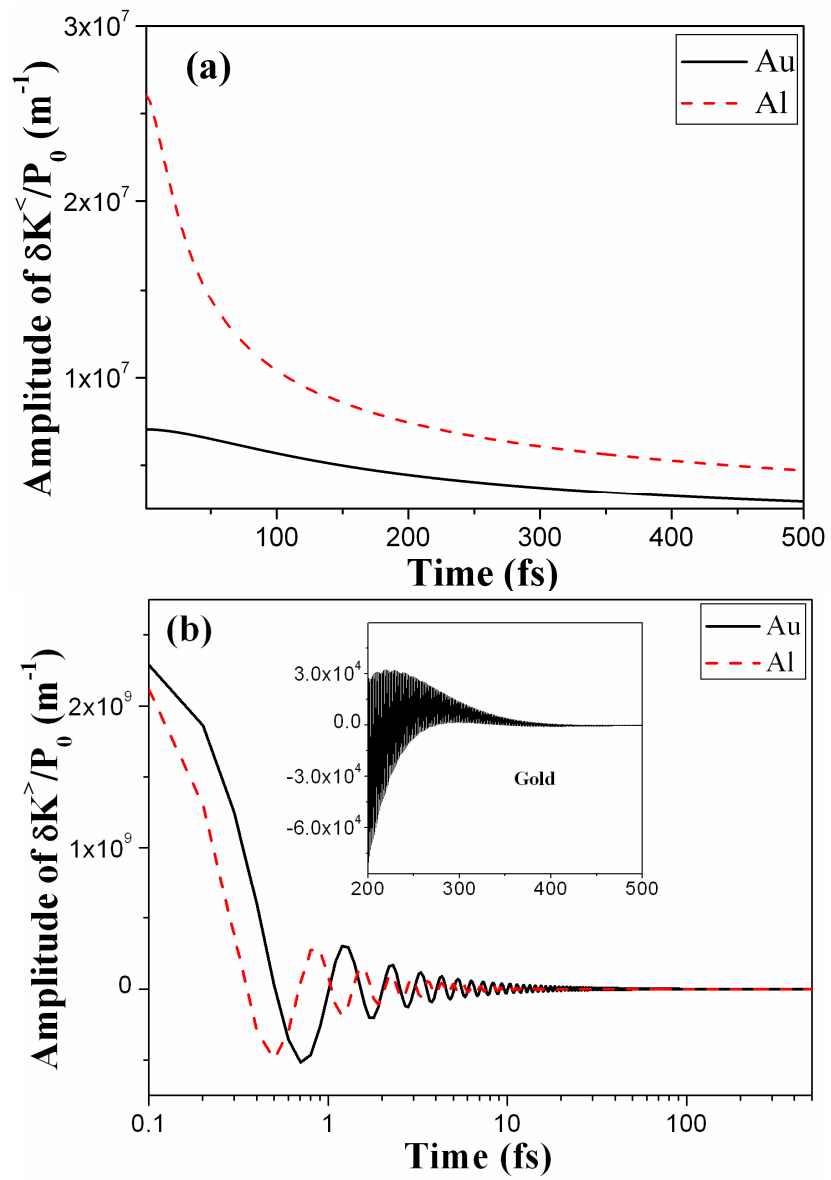 (a)
Au
Al
3x10^7
2x10^7
1x10^7
Amplitude of δK^</P_0 (m^-1)
100 200 300 400 500
Time (fs)
(b)
Au
Al
2x10^9
1x10^9
0
Amplitude of δK^>/P_0 (m^-1)
3.0x10^4
0.0
-3.0x10^4
-6.0x10^4
Gold
200 300 400 500
0.1 1 10 100
Time (fs)